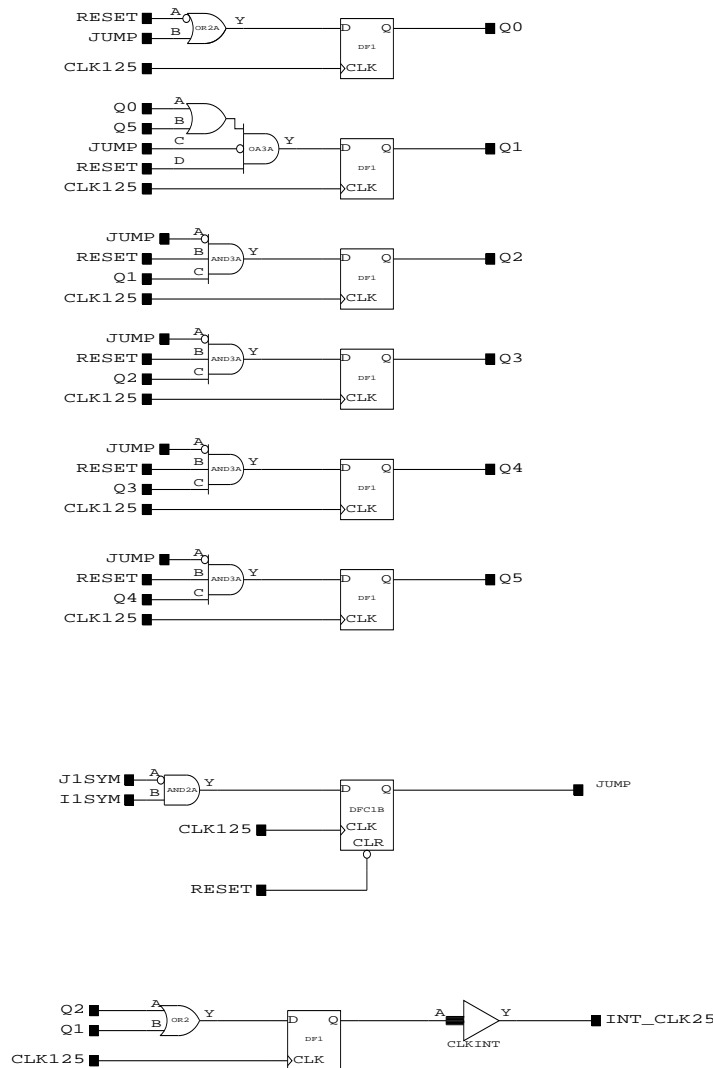 RESET A Y
OR2A D Q Q0
JUMP B DF1
CLK125 CLK
Q0 A
Q5 B
JUMP C OA3A Y D Q Q1
RESET D DF1
CLK125 CLK
JUMP A
RESET B AND3A Y D Q Q2
Q1 C DF1
CLK125 CLK
JUMP A
RESET B AND3A Y D Q Q3
Q2 C DF1
CLK125 CLK
JUMP A
RESET B AND3A Y D Q Q4
Q3 C DF1
CLK125 CLK
JUMP A
RESET B AND3A Y D Q Q5
Q4 C DF1
CLK125 CLK
J1SYM A AND2A Y D Q JUMP
I1SYM B DFC1B
CLK125 CLK
CLR
RESET
Q2 A OR2 Y D Q A Y INT_CLK25
Q1 B DF1 CLKINT
CLK125 CLK